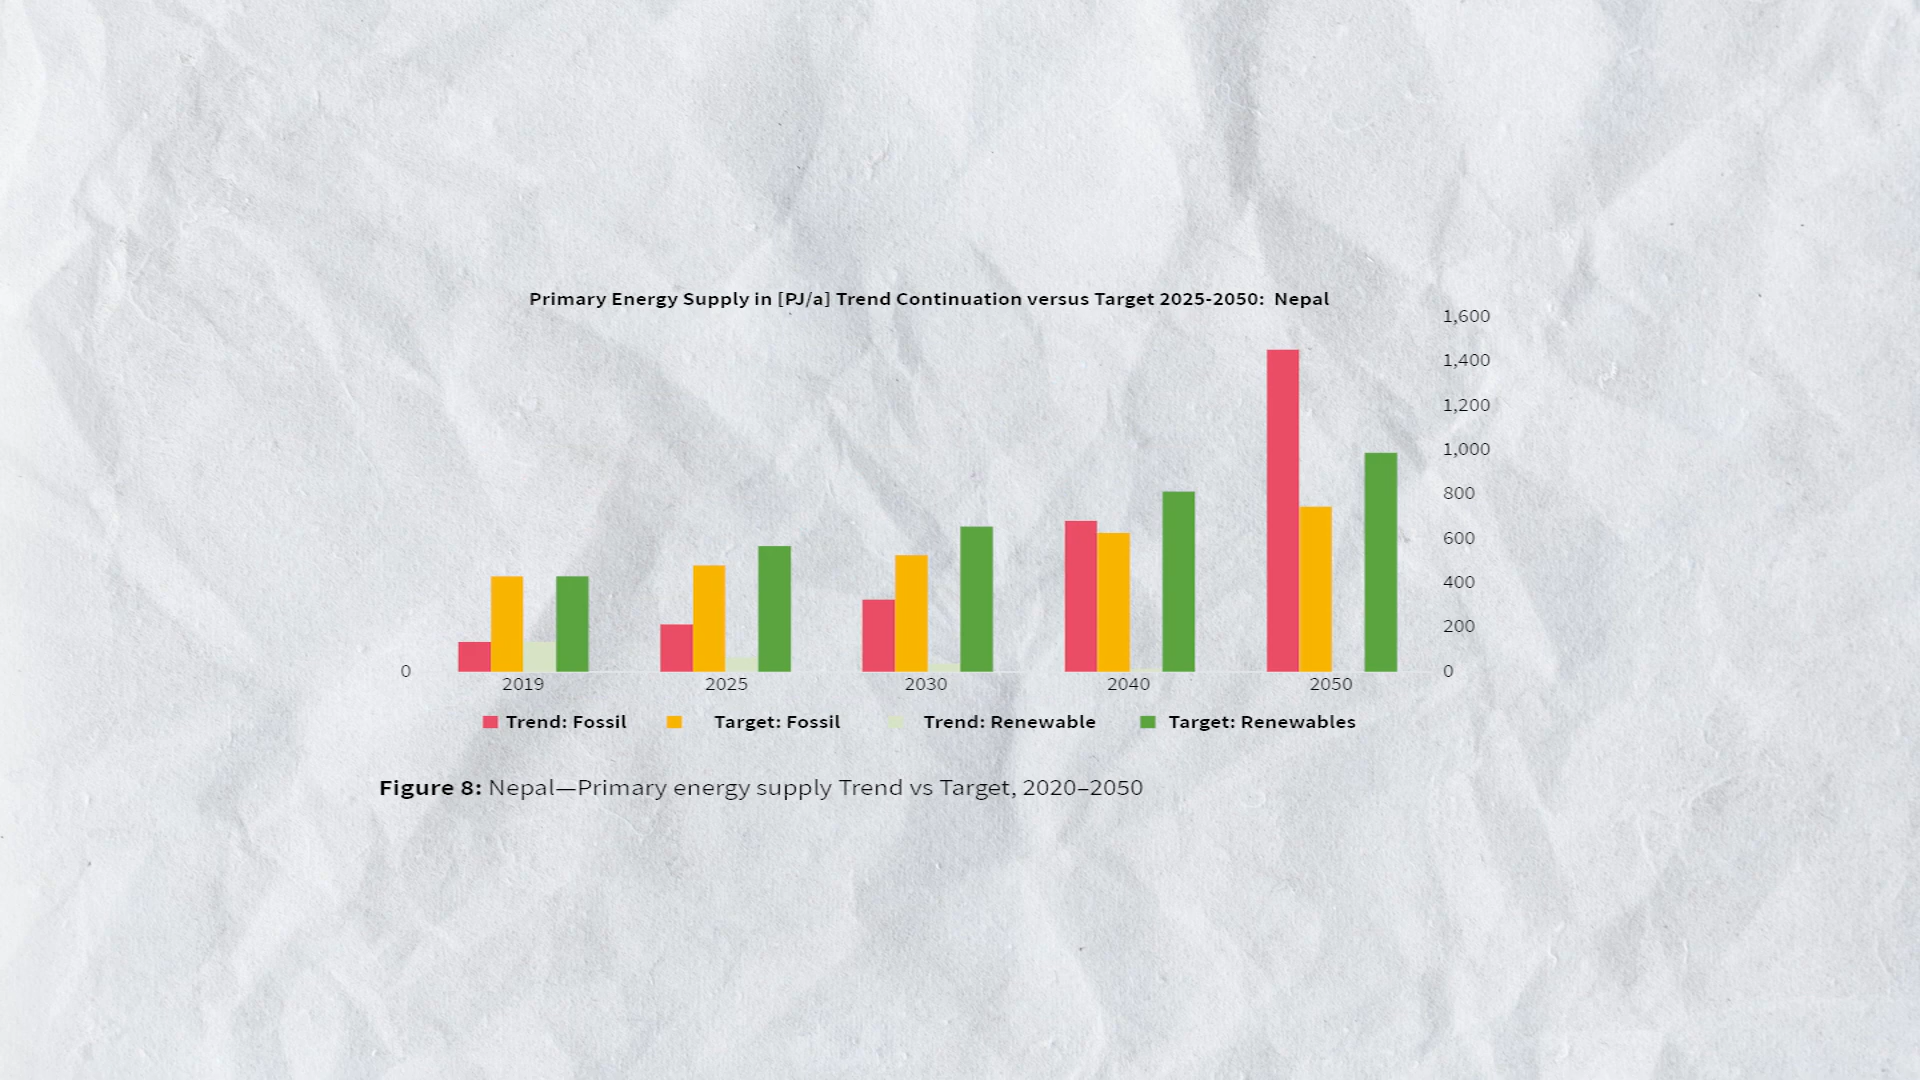 Primary Energy Supply in [PJ/a] Trend Continuation versus Target 2025-2050: Nepal
1,600
1,400
1,200
1,000
800
600
400
200
0
0
2019 2025 2030 2040 2050
Trend: Fossil Target: Fossil Trend: Renewable Target: Renewables
Figure 8: Nepal—Primary energy supply Trend vs Target, 2020–2050